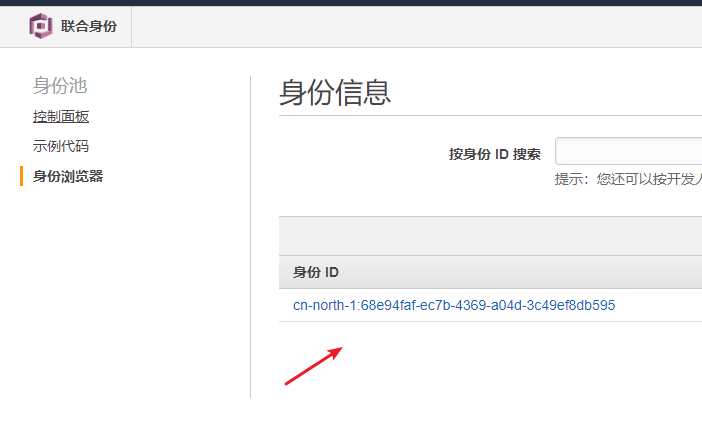 联合身份
身份池
控制面板
示例代码
身份浏览器
身份信息
按身份 ID 搜索
提示：您还可以按开发人
身份 ID
cn-north-1:68e94faf-ec7b-4369-a04d-3c49ef8db595